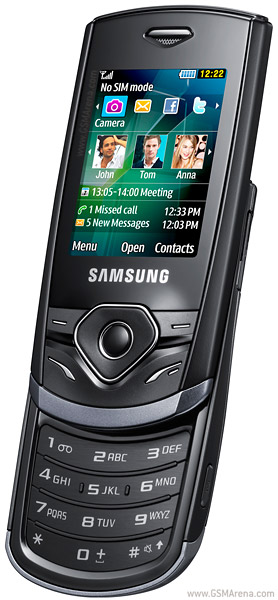 12:22
No SIM mode
Camera
John Tom Anna
13:05-14:00 Meeting
1 Missed call 12:33 PM
5 New Messages 12:03 PM
Menu Open Contacts
SAMSUNG
1 2 ABC 3 DEF
4 GHI 5 JKL 6 MNO
7 PQRS 8 TUV 9 WXYZ
* 0 + #
www.GSMArena.com